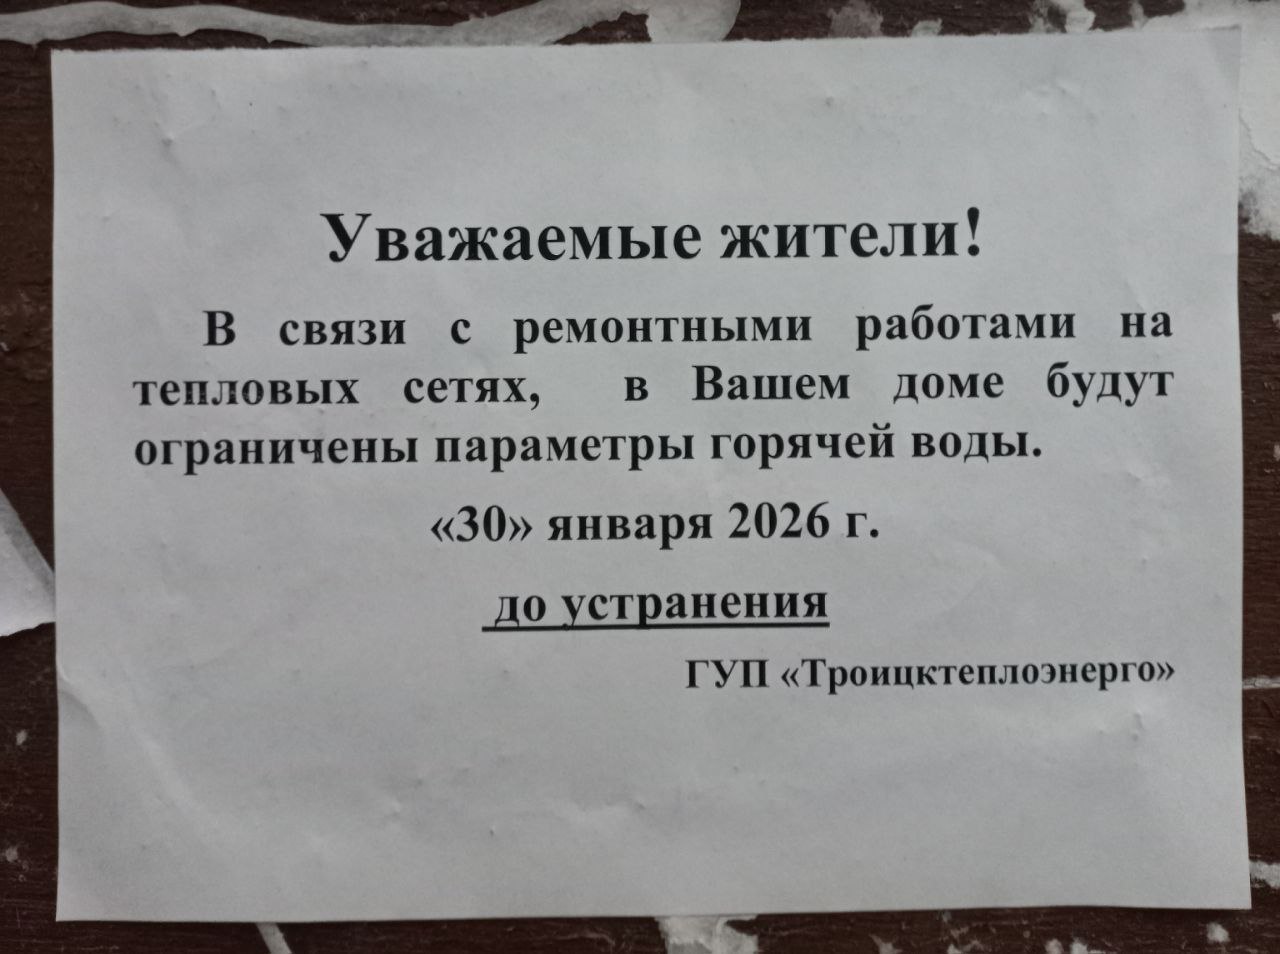 Уважаемые жители!
В связи с ремонтными работами на
тепловых сетях, в Вашем доме будут
ограничены параметры горячей воды.
«30» января 2026 г.
до устранения
ГУП «Троицктеплоэнерго»